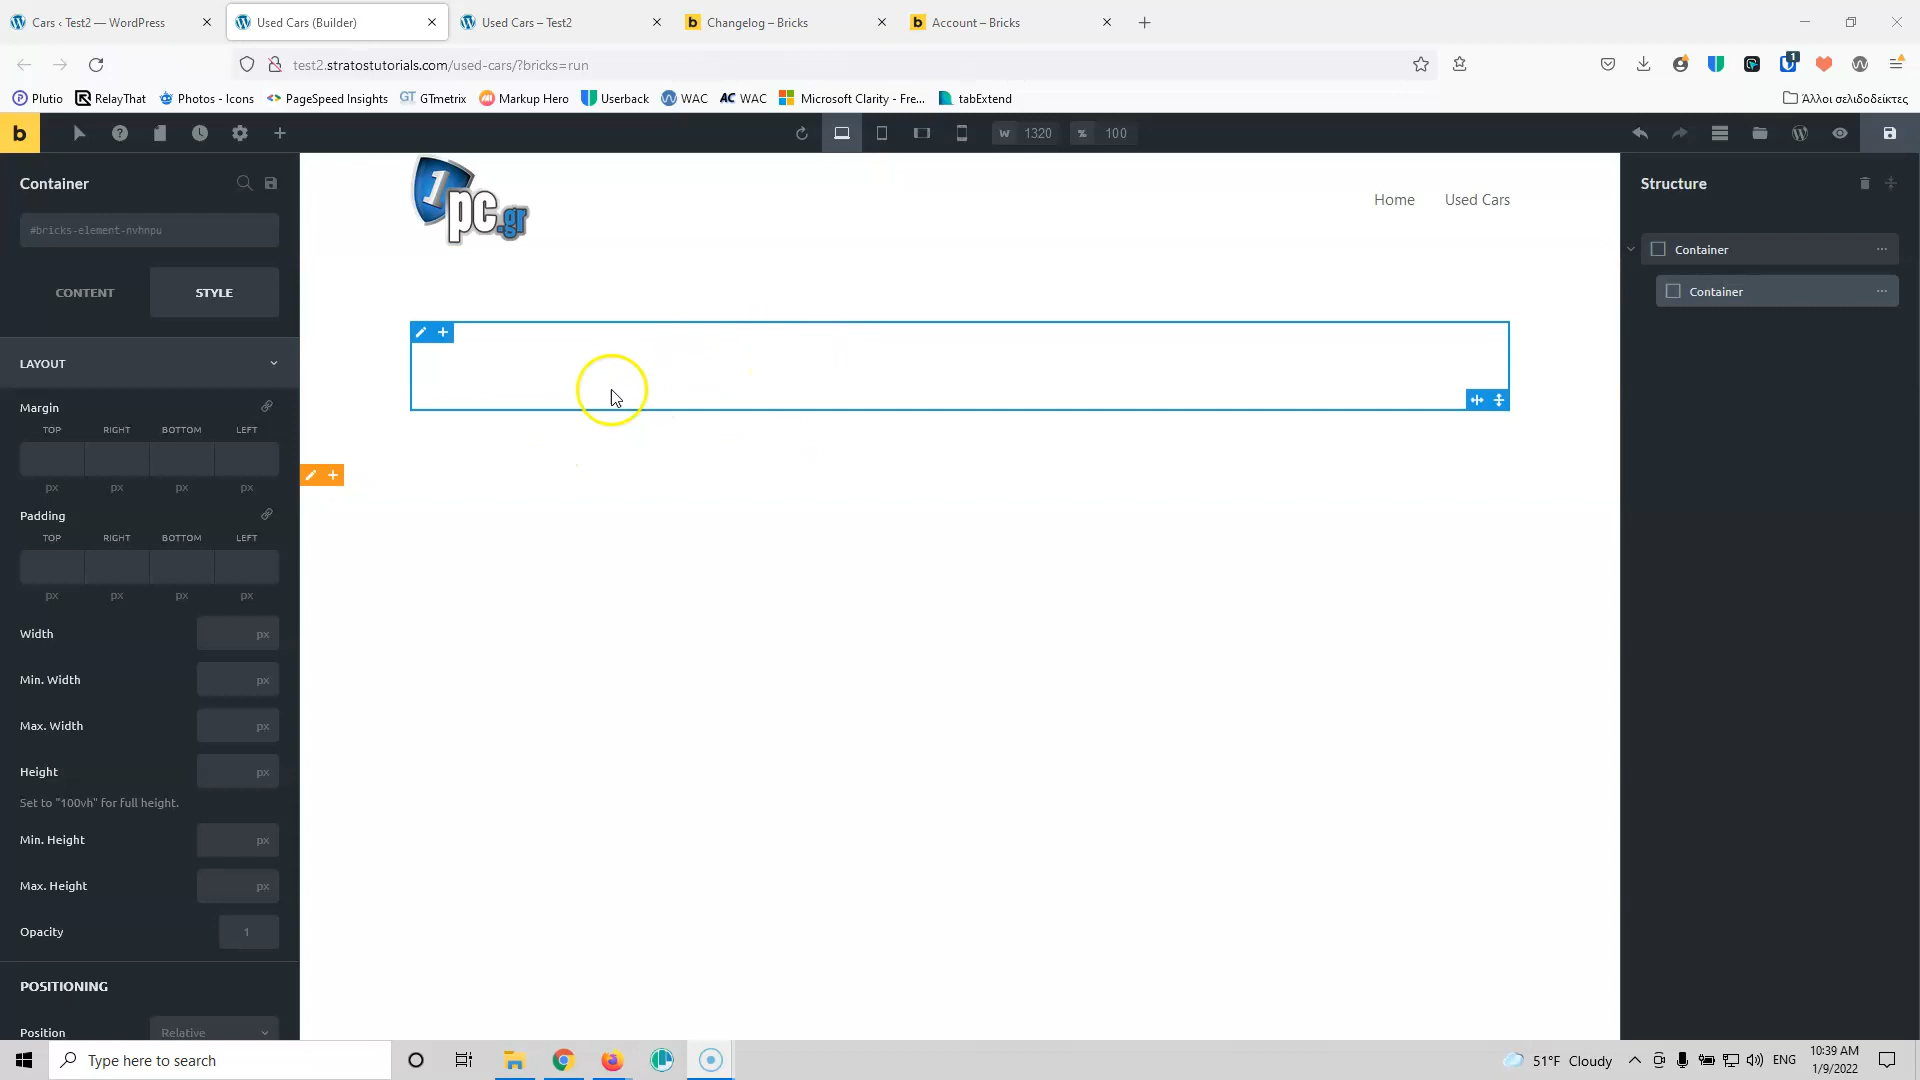 Cars ‹ Test2 — WordPress
Used Cars (Builder)
Used Cars – Test2
Changelog – Bricks
Account – Bricks
test2.stratostutorials.com/used-cars/?bricks=run
1
Plutio
RelayThat
Photos - Icons
PageSpeed Insights
GTmetrix
Markup Hero
Userback
WAC
AC WAC
Microsoft Clarity - Fre...
tabExtend
Άλλοι σελιδοδείκτες
b
W 1320
% 100
Container
#bricks-element-nvhnpu
CONTENT
STYLE
LAYOUT
Margin
TOP RIGHT BOTTOM LEFT
px px px px
Padding
TOP RIGHT BOTTOM LEFT
px px px px
Width px
Min. Width px
Max. Width px
Height px
Set to "100vh" for full height.
Min. Height px
Max. Height px
Opacity 1
POSITIONING
Position Relative
1pc.gr
Home
Used Cars
Structure
Container
Container
Type here to search
51°F Cloudy
ENG
10:39 AM
1/9/2022